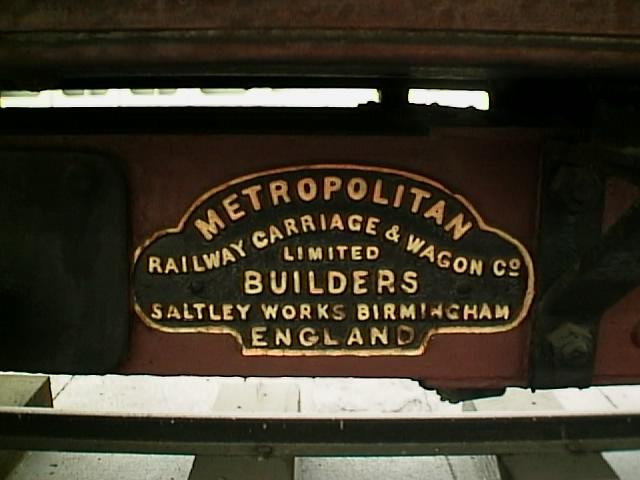 METROPOLITAN
RAILWAY CARRIAGE & WAGON Co
LIMITED
BUILDERS
SALTLEY WORKS BIRMINGHAM
ENGLAND